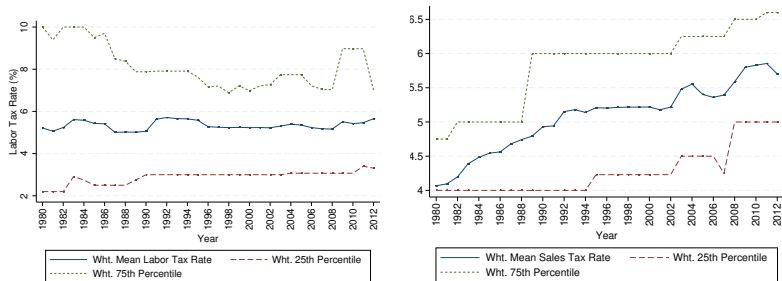 Labor Tax Rate (%)
10
8
6
4
2
1980 1982 1984 1986 1988 1990 1992 1994 1996 1998 2000 2002 2004 2006 2008 2010 2012
Year
Wht. Mean Labor Tax Rate Wht. 25th Percentile
Wht. 75th Percentile
6.5
6
5.5
5
4.5
4
1980 1982 1984 1986 1988 1990 1992 1994 1996 1998 2000 2002 2004 2006 2008 2010 2012
Year
Wht. Mean Sales Tax Rate Wht. 25th Percentile
Wht. 75th Percentile